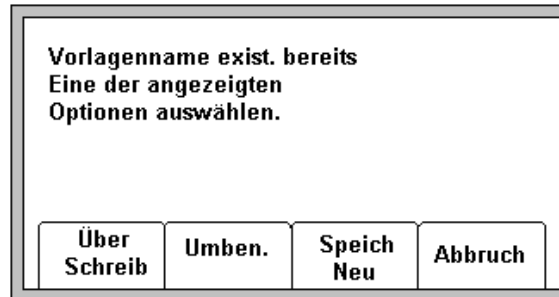 Vorlagenname exist. bereits
Eine der angezeigten
Optionen auswählen.
Über
Schreib
Umben.
Speich
Neu
Abbruch